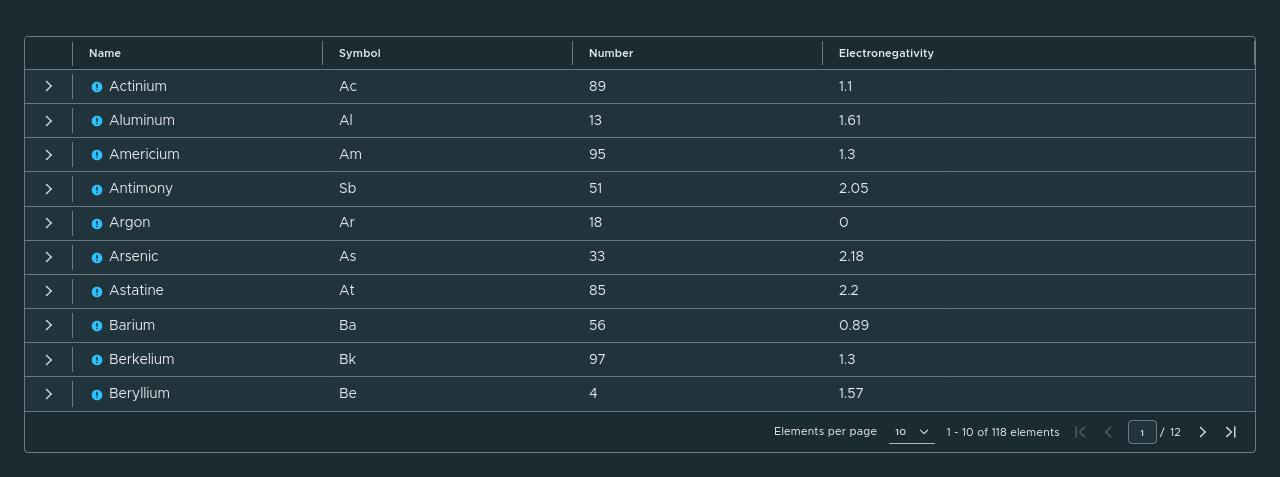 Name Symbol Number Electronegativity
Actinium Ac 89 1.1
Aluminum Al 13 1.61
Americium Am 95 1.3
Antimony Sb 51 2.05
Argon Ar 18 0
Arsenic As 33 2.18
Astatine At 85 2.2
Barium Ba 56 0.89
Berkelium Bk 97 1.3
Beryllium Be 4 1.57
Elements per page 10 1 - 10 of 118 elements 1 / 12